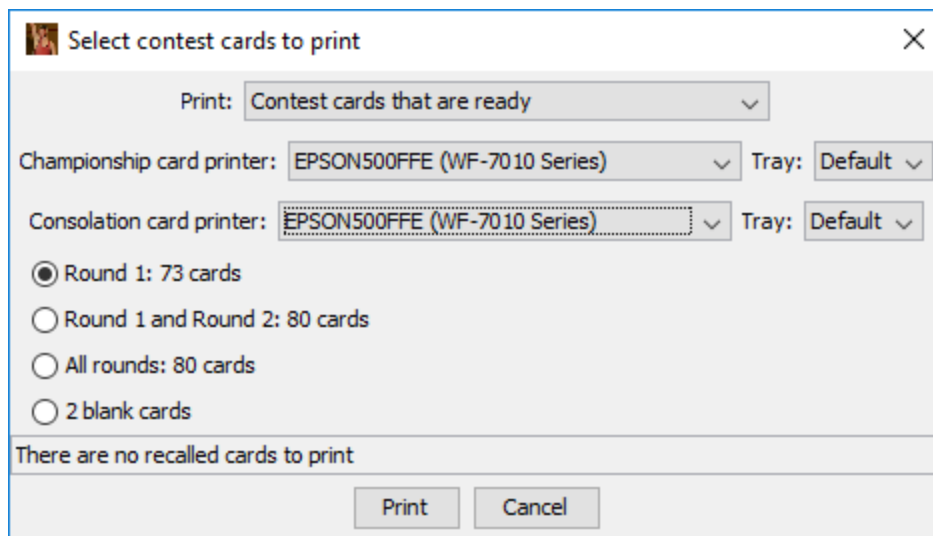 Select contest cards to print
Print: Contest cards that are ready
Championship card printer: EPSON500FFE (WF-7010 Series) Tray: Default
Consolation card printer: EPSON500FFE (WF-7010 Series) Tray: Default
Round 1: 73 cards
Round 1 and Round 2: 80 cards
All rounds: 80 cards
2 blank cards
There are no recalled cards to print
Print Cancel